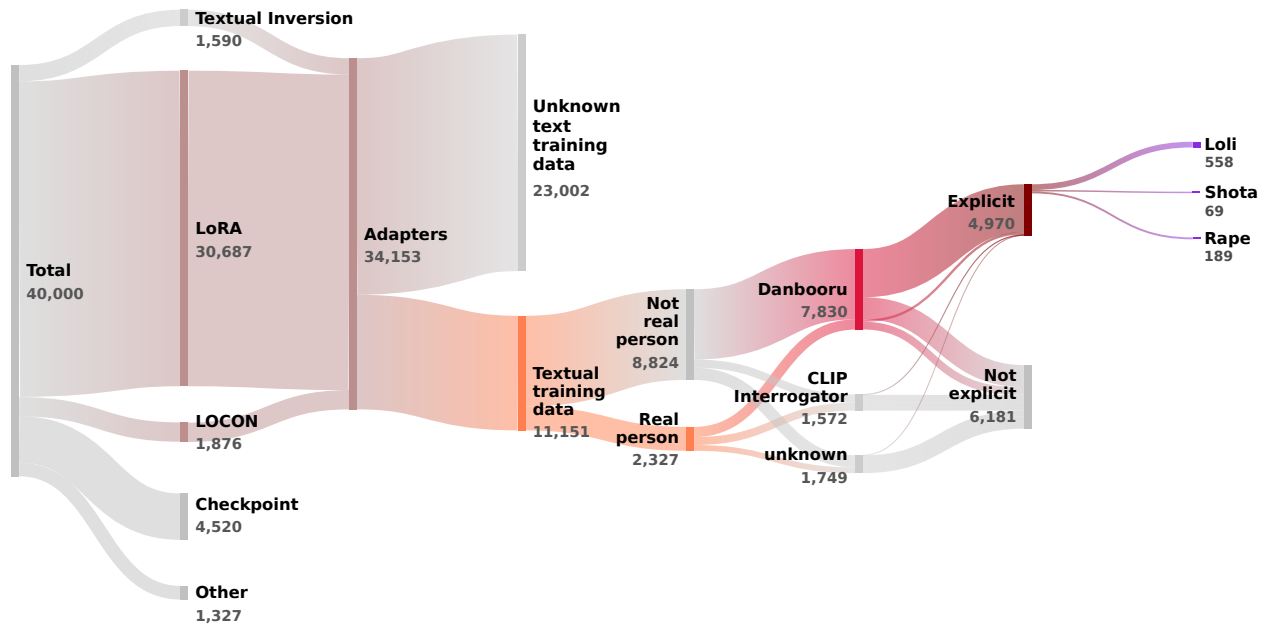 Total
40,000
Textual Inversion
1,590
LoRA
30,687
LOCON
1,876
Checkpoint
4,520
Other
1,327
Adapters
34,153
Unknown
text
training
data
23,002
Textual
training
data
11,151
Not
real
person
8,824
Real
person
2,327
Danbooru
7,830
CLIP
Interrogator
1,572
unknown
1,749
Explicit
4,970
Not
explicit
6,181
Loli
558
Shota
69
Rape
189